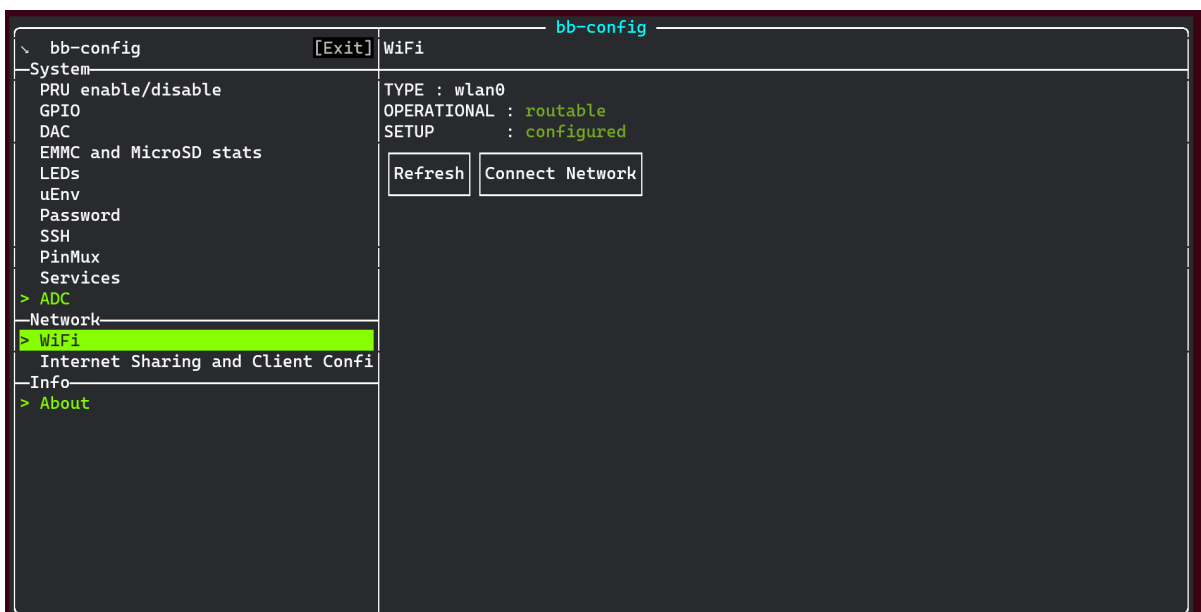 bb-config
↘ bb-config [Exit]
System
PRU enable/disable
GPIO
DAC
EMMC and MicroSD stats
LEDs
uEnv
Password
SSH
PinMux
Services
> ADC
Network
> WiFi
Internet Sharing and Client Confi
Info
> About
WiFi
TYPE : wlan0
OPERATIONAL : routable
SETUP : configured
Refresh Connect Network